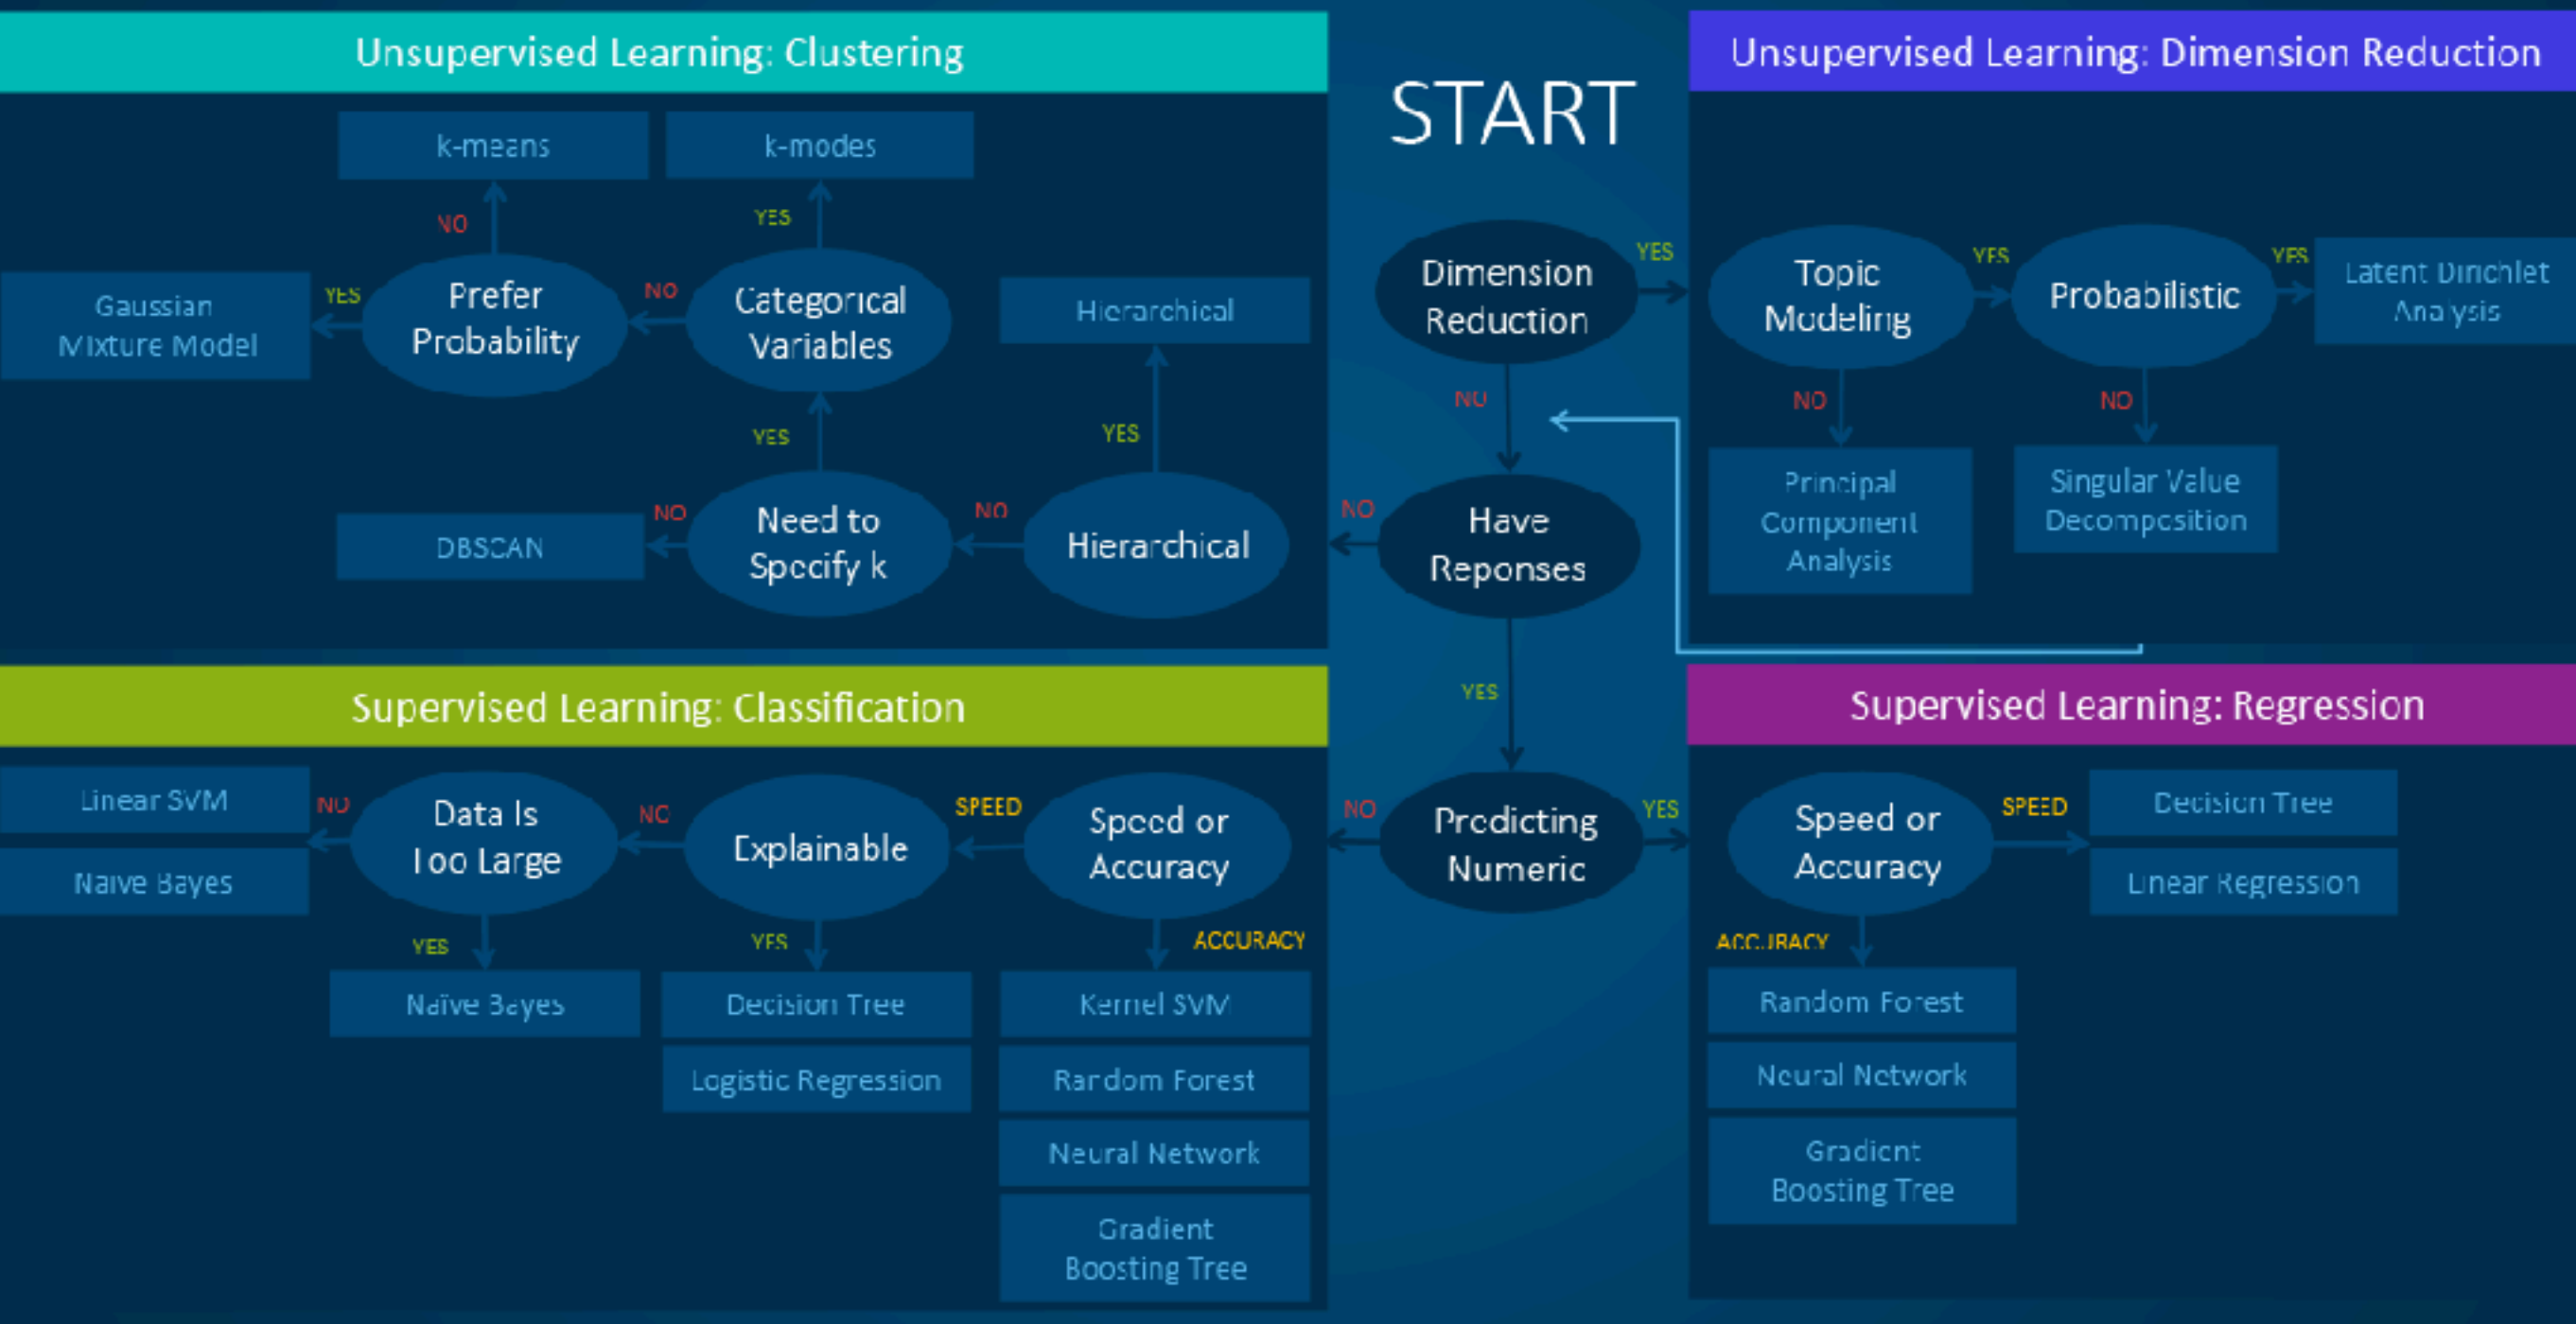 Unsupervised Learning: Clustering
k-means
k-modes
NO
YES
Gaussian
Mixture Model
YES
Prefer
Probability
NO
Categorical
Variables
Hierarchical
YES
YES
DBSCAN
NO
Need to
Specify k
NO
Hierarchical
START
Dimension
Reduction
YES
NO
NO
Have
Reponses
YES
NO
Predicting
Numeric
YES
Unsupervised Learning: Dimension Reduction
Topic
Modeling
YES
Probabilistic
YES
Latent Dirichlet
Analysis
NO
NO
Principal
Component
Analysis
Singular Value
Decomposition
Supervised Learning: Classification
Linear SVM
Naïve Bayes
NO
Data Is
Too Large
NO
Explainable
SPEED
Speed or
Accuracy
YES
YES
ACCURACY
Naïve Bayes
Decision Tree
Kernel SVM
Logistic Regression
Random Forest
Neural Network
Gradient
Boosting Tree
Supervised Learning: Regression
Speed or
Accuracy
SPEED
Decision Tree
Linear Regression
ACCURACY
Random Forest
Neural Network
Gradient
Boosting Tree